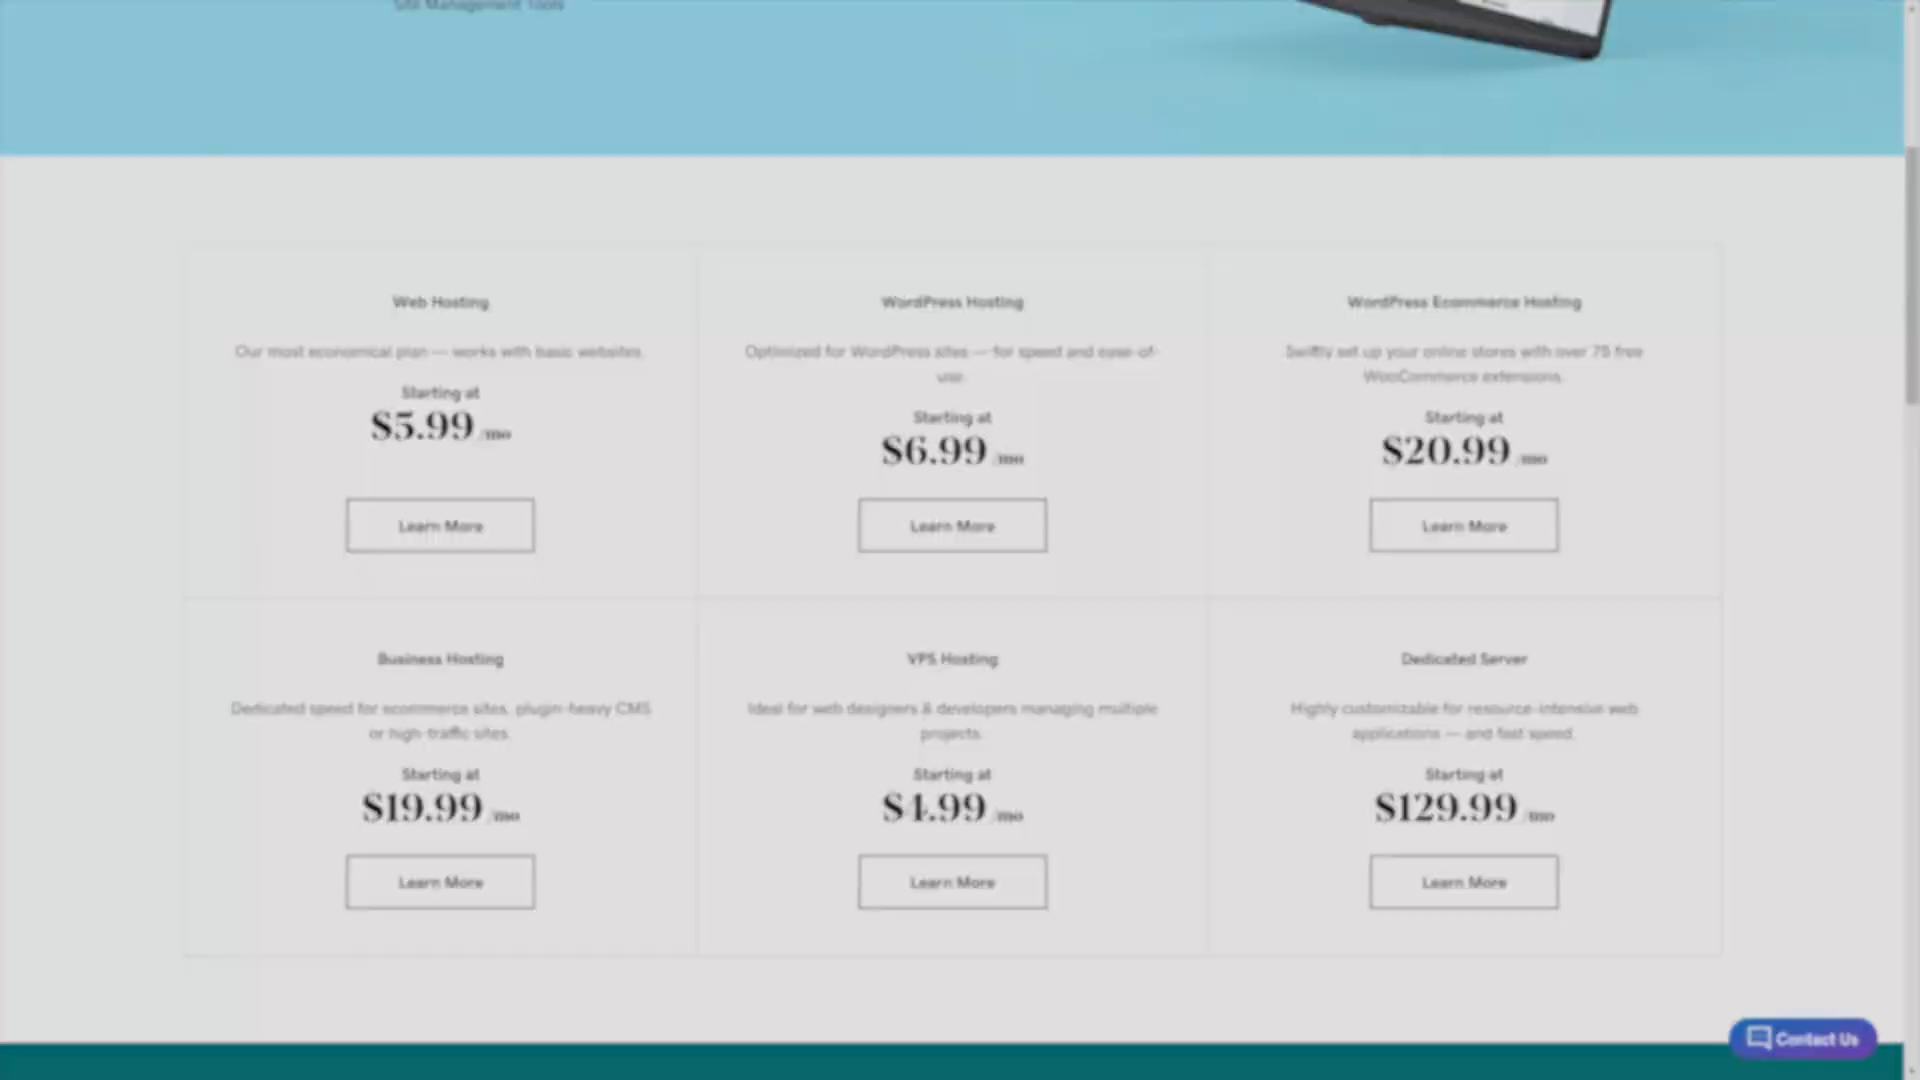 Site Management Tools
Web Hosting
Our most economical plan — works with basic websites.
Starting at
$5.99 /mo
Learn More
WordPress Hosting
Optimized for WordPress sites — for speed and ease-of-
use.
Starting at
$6.99 /mo
Learn More
WordPress Ecommerce Hosting
Swiftly set up your online stores with over 75 free
WooCommerce extensions.
Starting at
$20.99 /mo
Learn More
Business Hosting
Dedicated speed for ecommerce sites, plugin-heavy CMS
or high-traffic sites.
Starting at
$19.99 /mo
Learn More
VPS Hosting
Ideal for web designers & developers managing multiple
projects.
Starting at
$4.99 /mo
Learn More
Dedicated Server
Highly customizable for resource-intensive web
applications — and fast speed.
Starting at
$129.99 /mo
Learn More
Contact Us